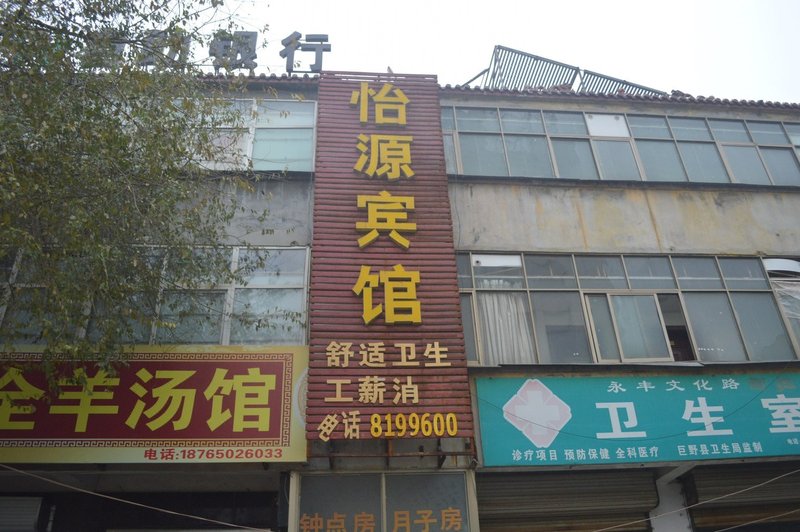 银行
怡源宾馆
舒适卫生
工薪消
电话 8199600
全羊汤馆
电话:18765026033
永丰文化路
卫生室
诊疗项目 预防保健 全科医疗
巨野县卫生局监制
钟点房 月子房